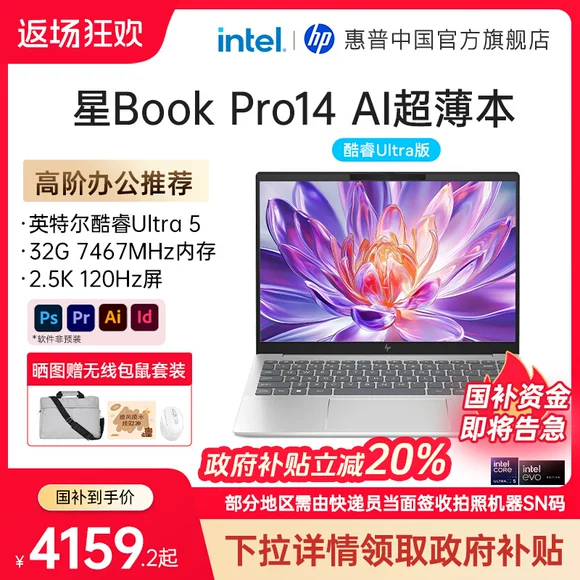 返场狂欢
intel. hp 惠普中国官方旗舰店
星Book Pro14 AI超薄本
酷睿Ultra版
高阶办公推荐
·英特尔酷睿Ultra 5
·32G 7467MHz内存
·2.5K 120Hz屏
Ps Pr Ai Id
*软件非预装
晒图赠无线包鼠套装
hp
国补资金
即将告急
政府补贴立减20%
intel CORE ULTRA 5
intel evo EDITION
国补到手价
部分地区需由快递员当面签收拍照机器SN码
¥4159.2起
下拉详情领取政府补贴